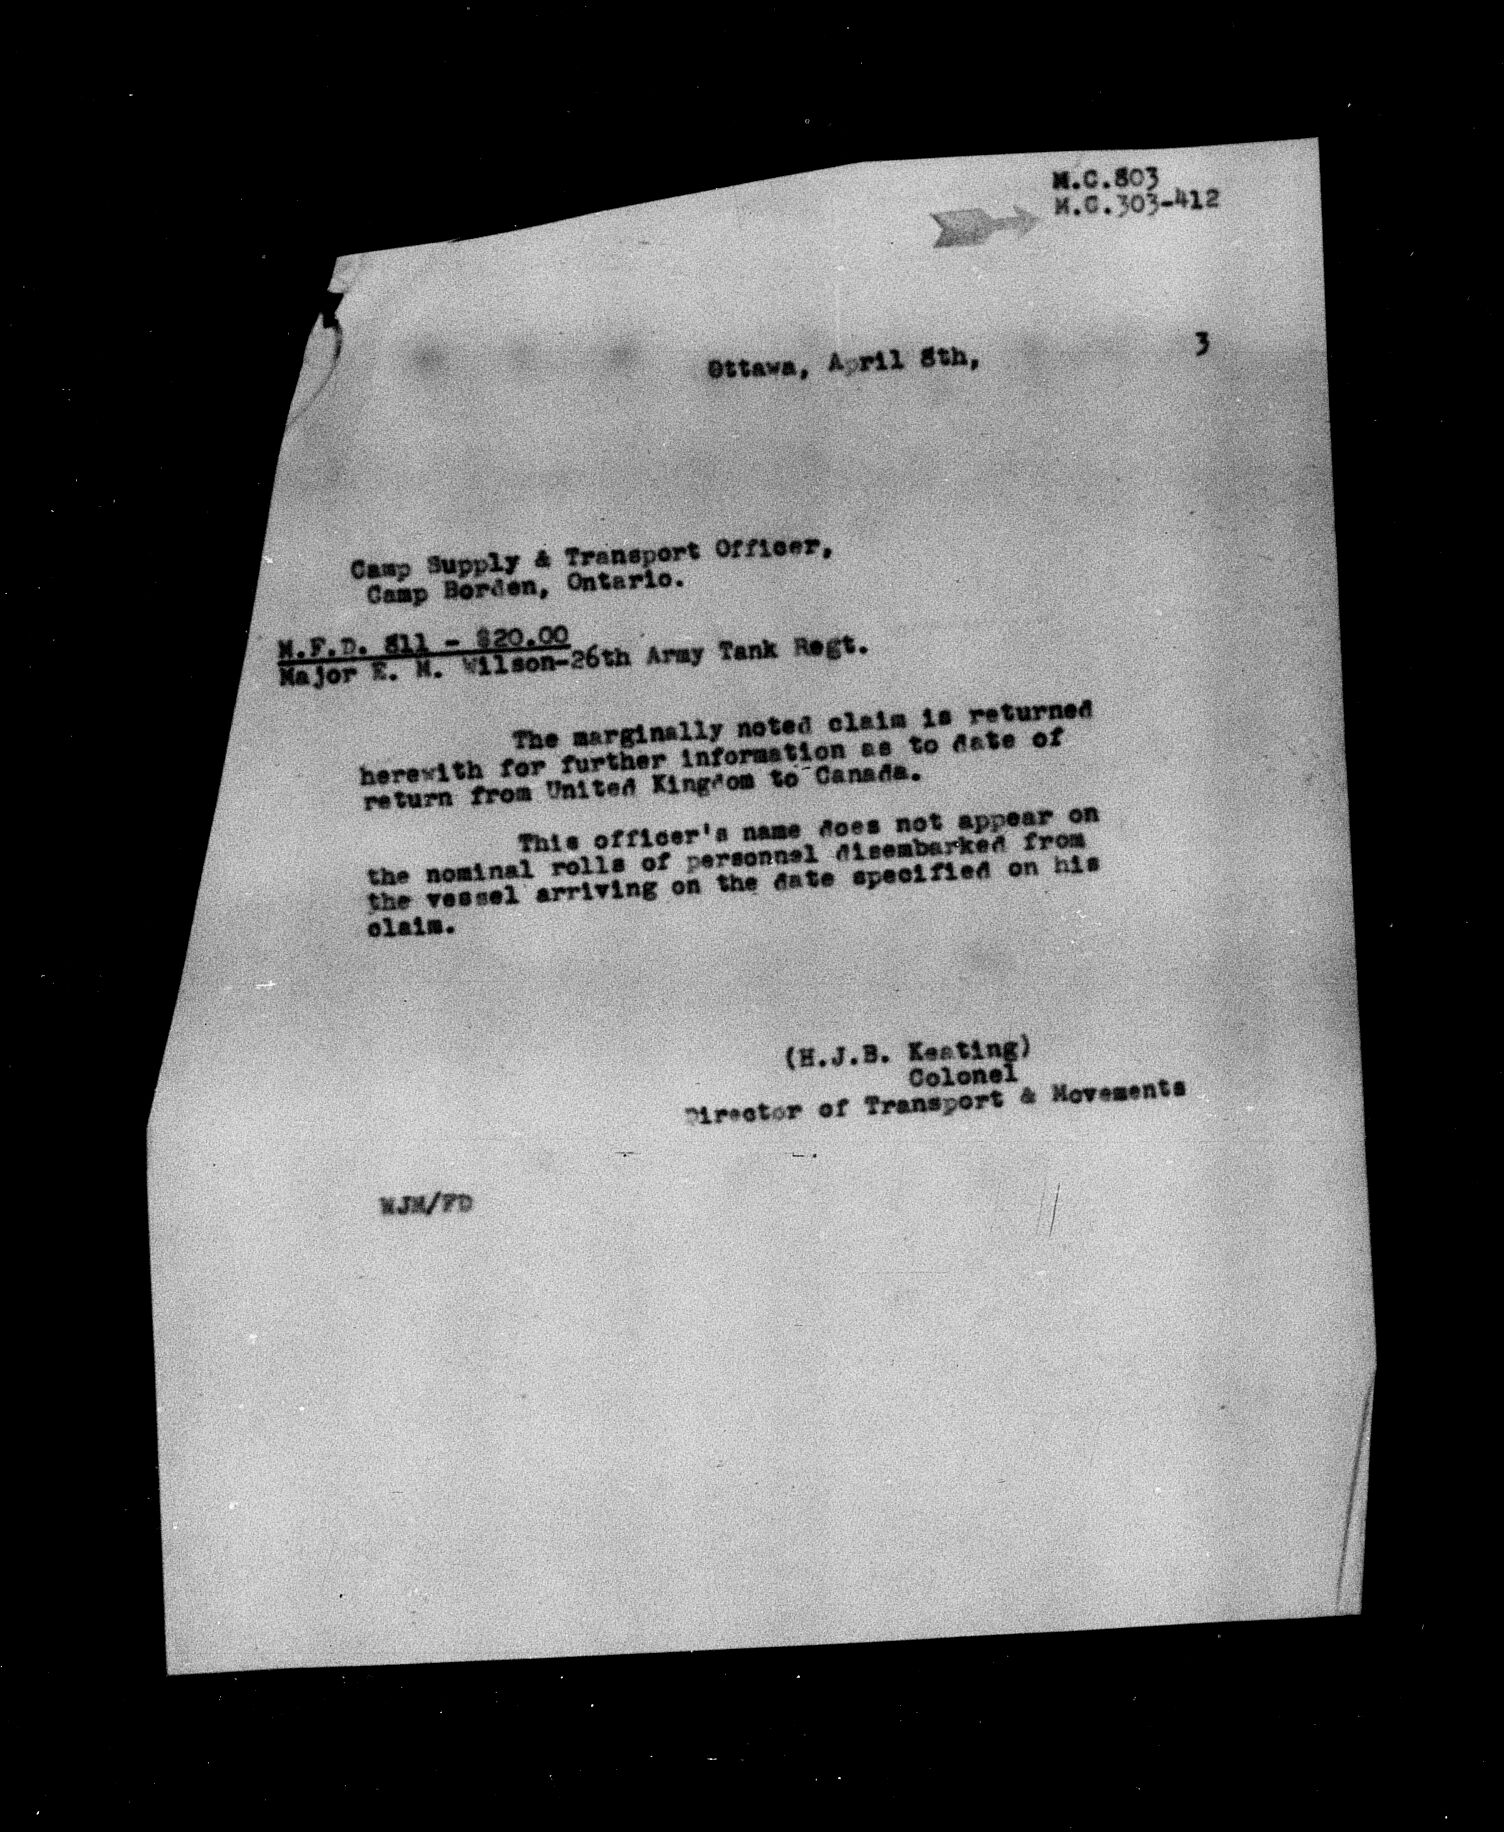 M.C.803
M.C.303-412
Ottawa, April 8th, 3
Camp Supply & Transport Officer,
Camp Borden, Ontario.
M.F.D. 811 - $20.00
Major E. M. Wilson-26th Army Tank Regt.
The marginally noted claim is returned
herewith for further information as to date of
return from United Kingdom to Canada.
This officer's name does not appear on
the nominal rolls of personnel disembarked from
the vessel arriving on the date specified on his
claim.
(H.J.B. Keating)
Colonel
Director of Transport & Movements
WJM/FD